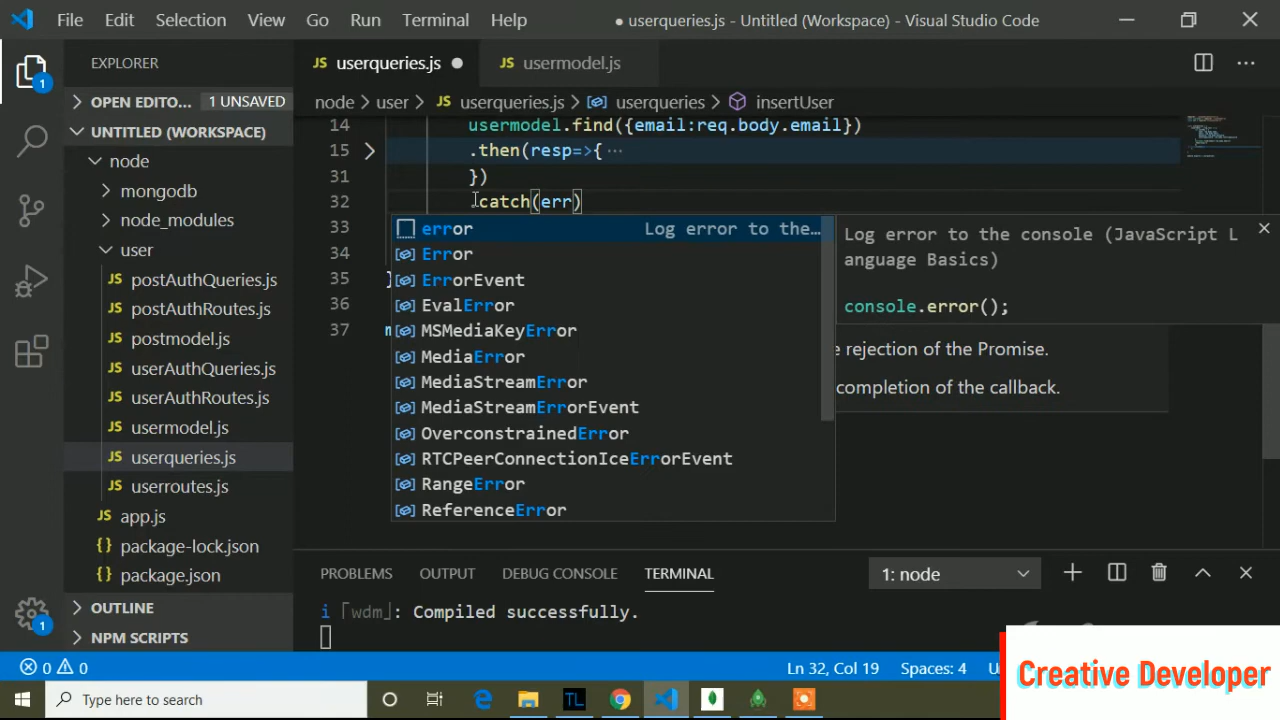 File Edit Selection View Go Run Terminal Help ● userqueries.js - Untitled (Workspace) - Visual Studio Code
EXPLORER
JS userqueries.js ●
JS usermodel.js
OPEN EDITO... 1 UNSAVED
node > user > JS userqueries.js > userqueries > insertUser
UNTITLED (WORKSPACE)
node
mongodb
node_modules
user
JS postAuthQueries.js
JS postAuthRoutes.js
JS postmodel.js
JS userAuthQueries.js
JS userAuthRoutes.js
JS usermodel.js
JS userqueries.js
JS userroutes.js
JS app.js
{} package-lock.json
{} package.json
OUTLINE
NPM SCRIPTS
14 usermodel.find({email:req.body.email})
15 .then(resp=>{ ...
31 })
32 .catch(err)
33
34
35 }
36
37 m
error Log error to the...
Error
ErrorEvent
EvalError
MSMediaKeyError
MediaError
MediaStreamError
MediaStreamErrorEvent
OverconstrainedError
RTCPeerConnectionIceErrorEvent
RangeError
ReferenceError
Log error to the console (JavaScript L
anguage Basics)
console.error();
e rejection of the Promise.
completion of the callback.
PROBLEMS OUTPUT DEBUG CONSOLE TERMINAL 1: node
i ｢wdm｣: Compiled successfully.
0 0 Ln 32, Col 19 Spaces: 4
1
1
Creative Developer
Type here to search
TL